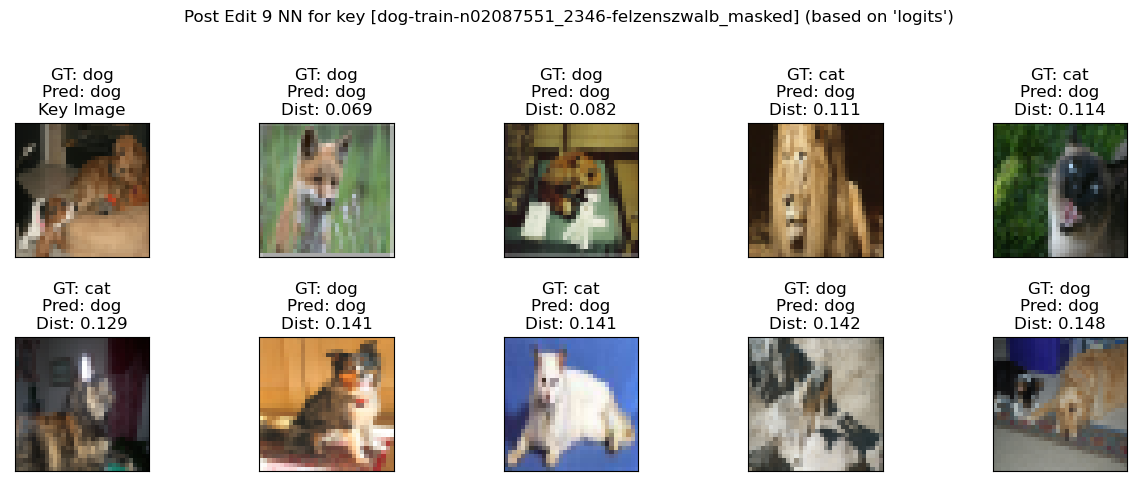 Post Edit 9 NN for key [dog-train-n02087551_2346-felzenszwalb_masked] (based on 'logits')
GT: dog
Pred: dog
Key Image
GT: dog
Pred: dog
Dist: 0.069
GT: dog
Pred: dog
Dist: 0.082
GT: cat
Pred: dog
Dist: 0.111
GT: cat
Pred: dog
Dist: 0.114
GT: cat
Pred: dog
Dist: 0.129
GT: dog
Pred: dog
Dist: 0.141
GT: cat
Pred: dog
Dist: 0.141
GT: dog
Pred: dog
Dist: 0.142
GT: dog
Pred: dog
Dist: 0.148